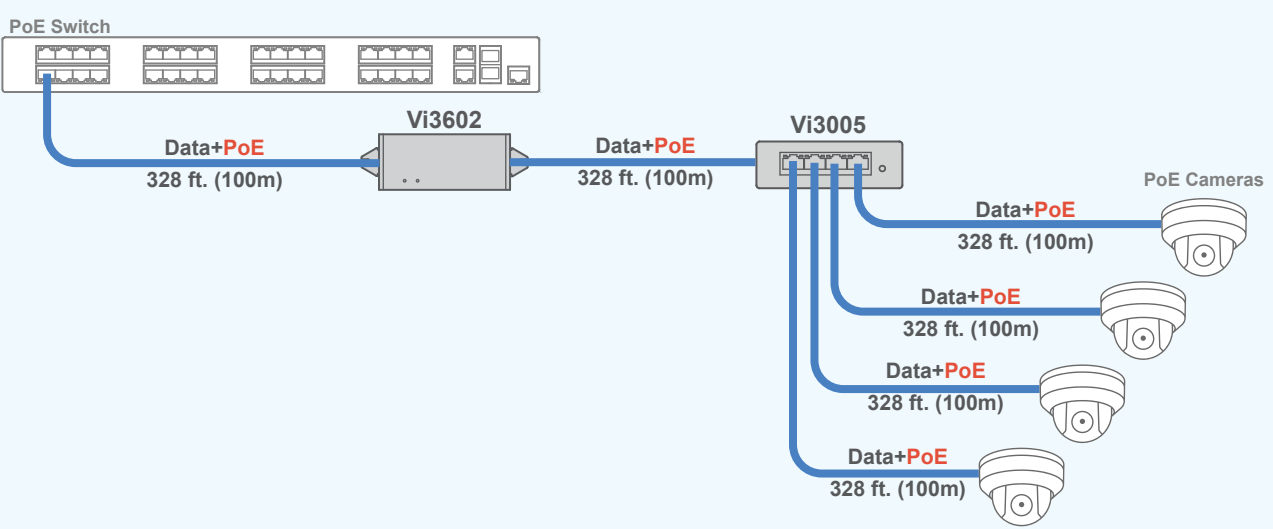 PoE Switch
Vi3602
Vi3005
Data+PoE
328 ft. (100m)
Data+PoE
328 ft. (100m)
PoE Cameras
Data+PoE
328 ft. (100m)
Data+PoE
328 ft. (100m)
Data+PoE
328 ft. (100m)
Data+PoE
328 ft. (100m)